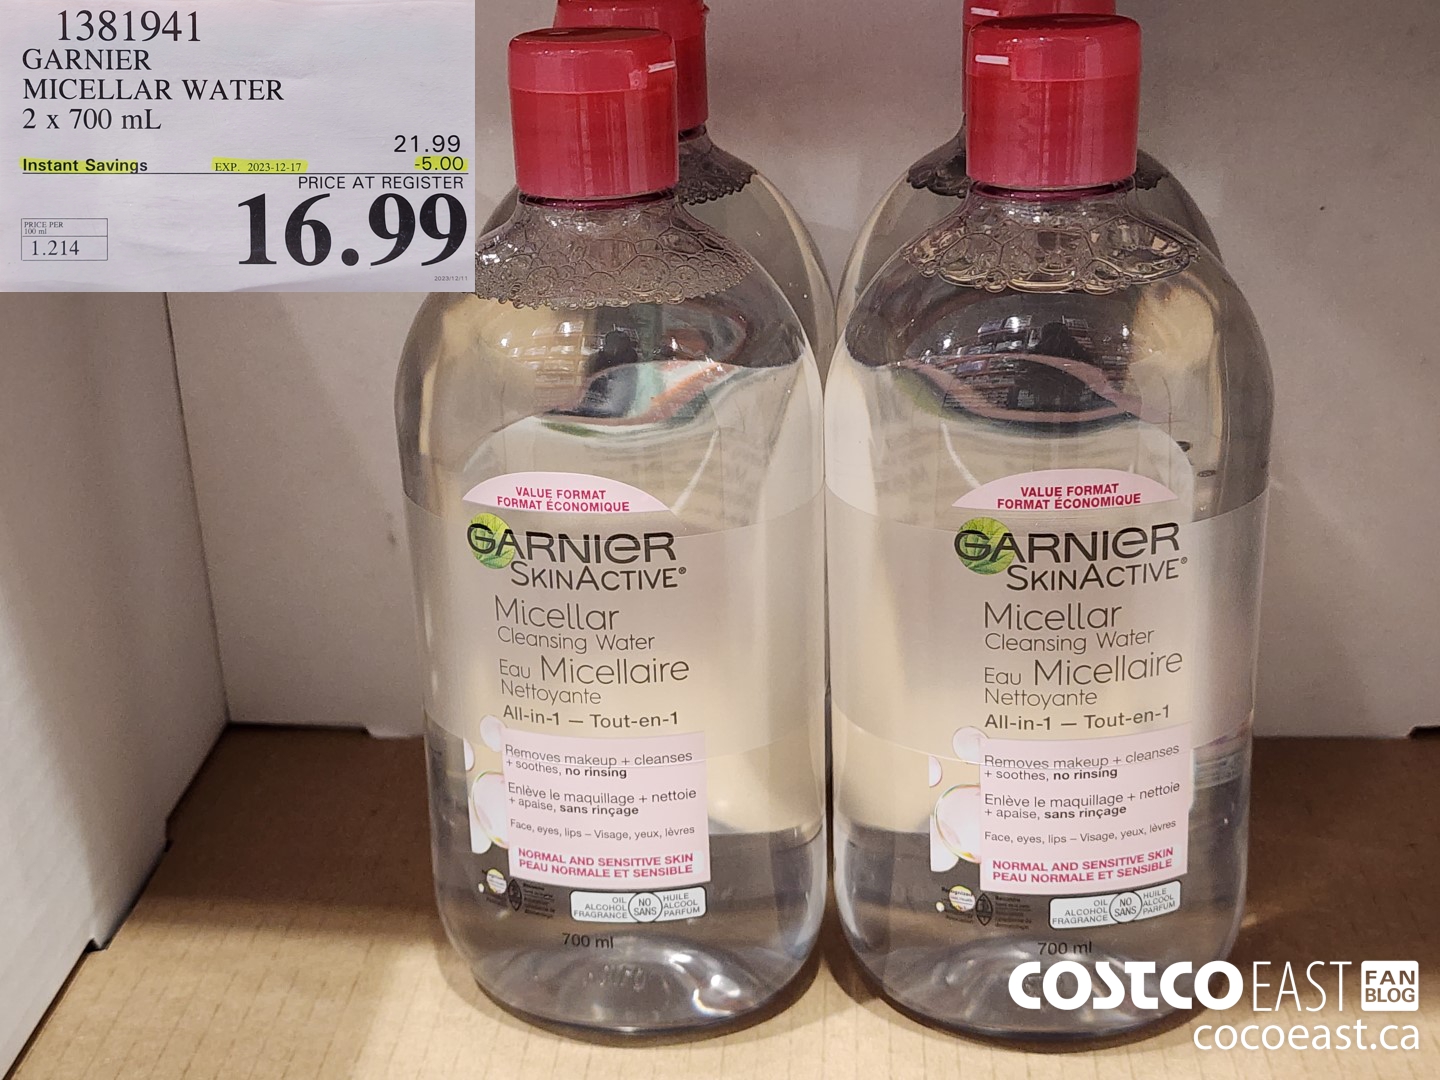 1381941
GARNIER
MICELLAR WATER
2 x 700 mL
21.99
Instant Savings EXP. 2023-12-17 -5.00
PRICE AT REGISTER
16.99
PRICE PER
100 ml
1.214
2023/12/11
VALUE FORMAT
FORMAT ÉCONOMIQUE
GARNIER
SKINACTIVE®
Micellar
Cleansing Water
Eau Micellaire
Nettoyante
All-in-1 — Tout-en-1
Removes makeup + cleanses
+ soothes, no rinsing
Enlève le maquillage + nettoie
+ apaise, sans rinçage
Face, eyes, lips – Visage, yeux, lèvres
NORMAL AND SENSITIVE SKIN
PEAU NORMALE ET SENSIBLE
OIL
ALCOHOL
FRAGRANCE
NO
SANS
HUILE
ALCOOL
PARFUM
700 ml
VALUE FORMAT
FORMAT ÉCONOMIQUE
GARNIER
SKINACTIVE®
Micellar
Cleansing Water
Eau Micellaire
Nettoyante
All-in-1 — Tout-en-1
Removes makeup + cleanses
+ soothes, no rinsing
Enlève le maquillage + nettoie
+ apaise, sans rinçage
Face, eyes, lips – Visage, yeux, lèvres
NORMAL AND SENSITIVE SKIN
PEAU NORMALE ET SENSIBLE
OIL
ALCOHOL
FRAGRANCE
NO
SANS
HUILE
ALCOOL
PARFUM
700 ml
COSTCO EAST FAN BLOG
cocoeast.ca